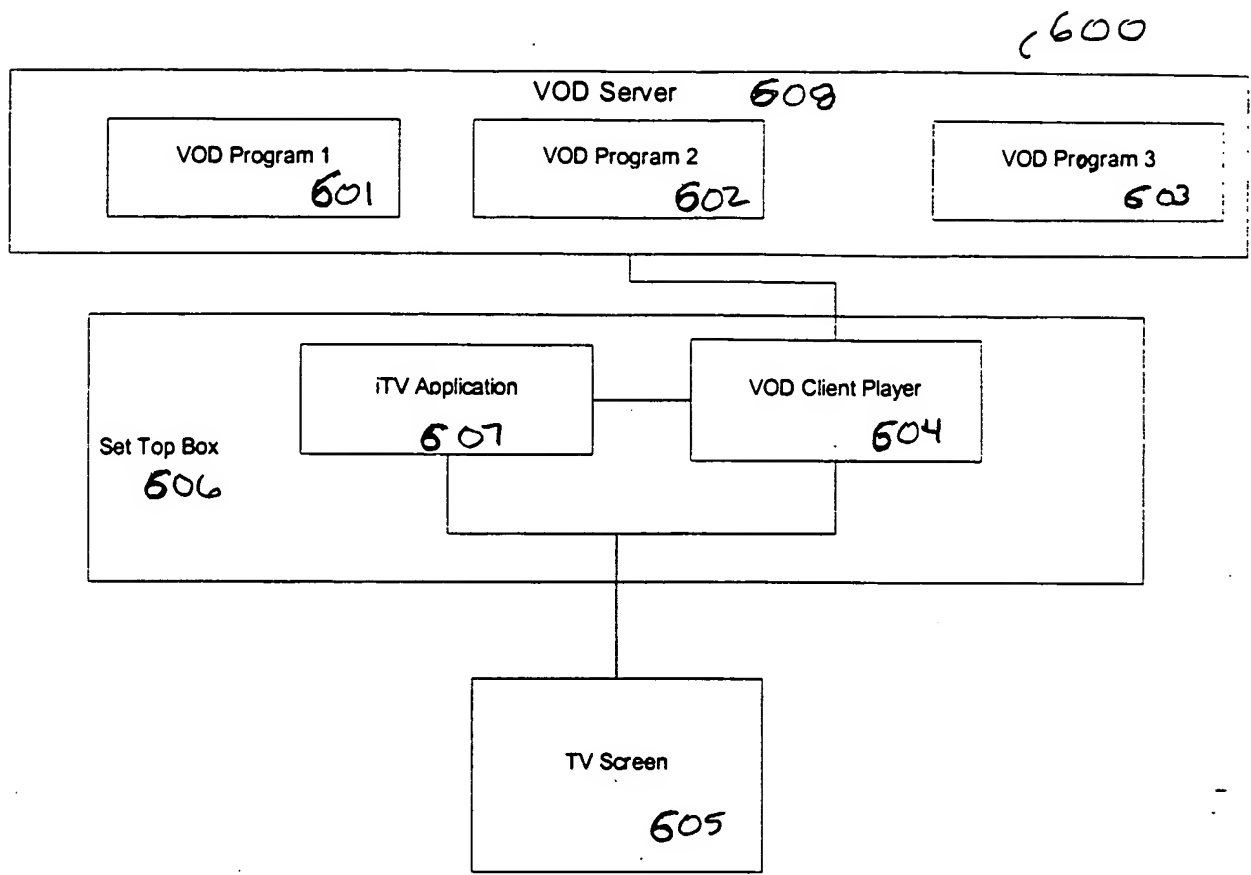 600
VOD Server 608
VOD Program 1
601
VOD Program 2
602
VOD Program 3
603
iTV Application
607
VOD Client Player
604
Set Top Box
606
TV Screen
605